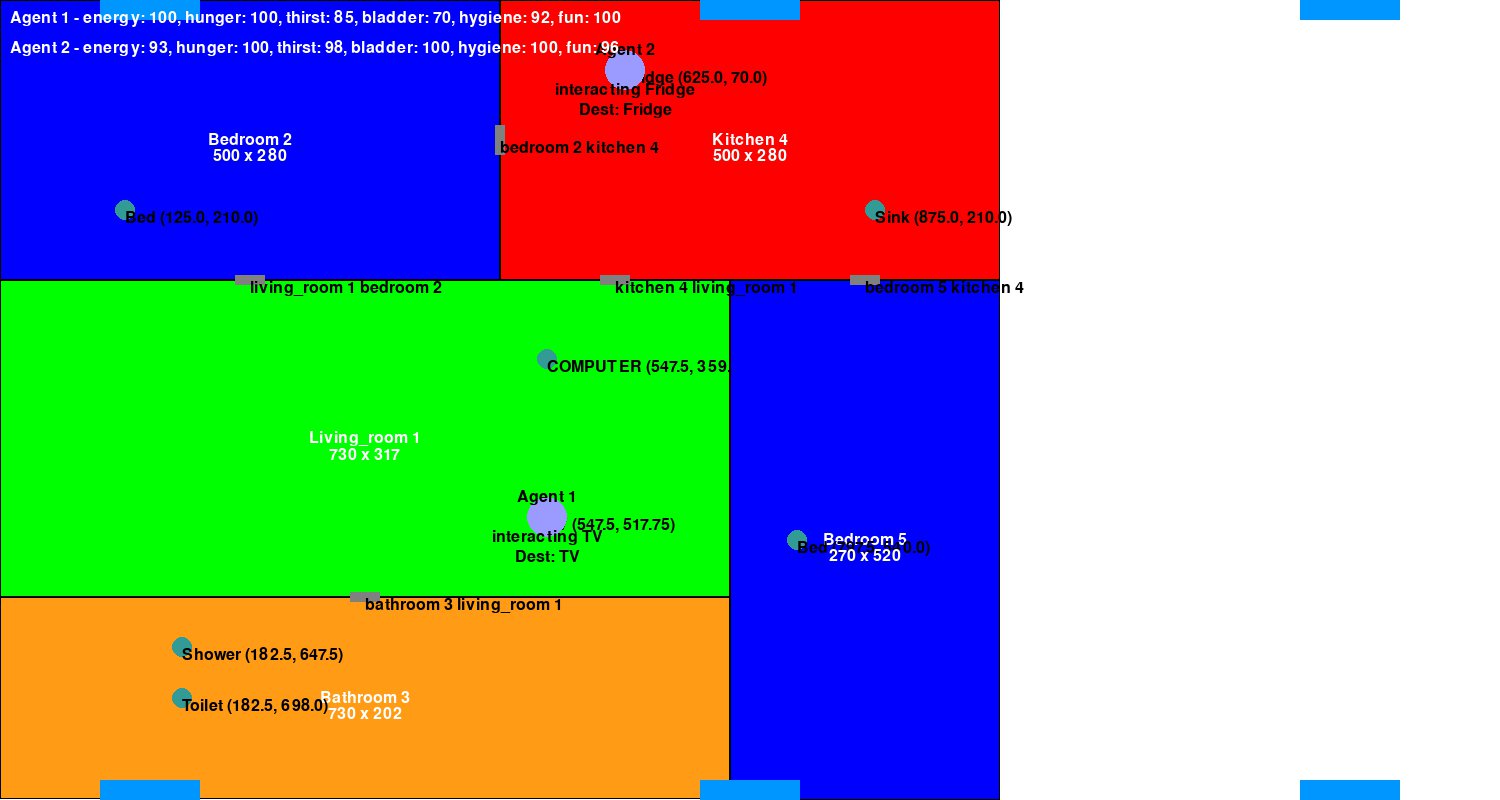 Agent 1 - energy: 100, hunger: 100, thirst: 85, bladder: 70, hygiene: 92, fun: 100
Agent 2 - energy: 93, hunger: 100, thirst: 98, bladder: 100, hygiene: 100, fun: 96
Agent 2
dge (625.0, 70.0)
interacting Fridge
Dest: Fridge
Bedroom 2
500 x 280
bedroom 2 kitchen 4
Kitchen 4
500 x 280
Bed (125.0, 210.0)
Sink (875.0, 210.0)
living_room 1 bedroom 2
kitchen 4 living_room 1
bedroom 5 kitchen 4
COMPUTER (547.5, 359.
Living_room 1
730 x 317
Agent 1
(547.5, 517.75)
interacting TV
Dest: TV
Bedroom 5
Bed
270 x 520
bathroom 3 living_room 1
Shower (182.5, 647.5)
Bathroom 3
Toilet (182.5, 698.0)
730 x 202